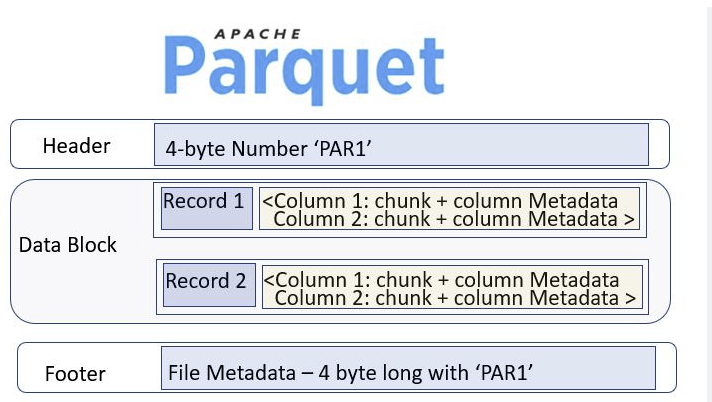 APACHE
Parquet
Header
4-byte Number ‘PAR1’
Data Block
Record 1
<Column 1: chunk + column Metadata
Column 2: chunk + column Metadata >
Record 2
<Column 1: chunk + column Metadata
Column 2: chunk + column Metadata >
Footer
File Metadata – 4 byte long with ‘PAR1’